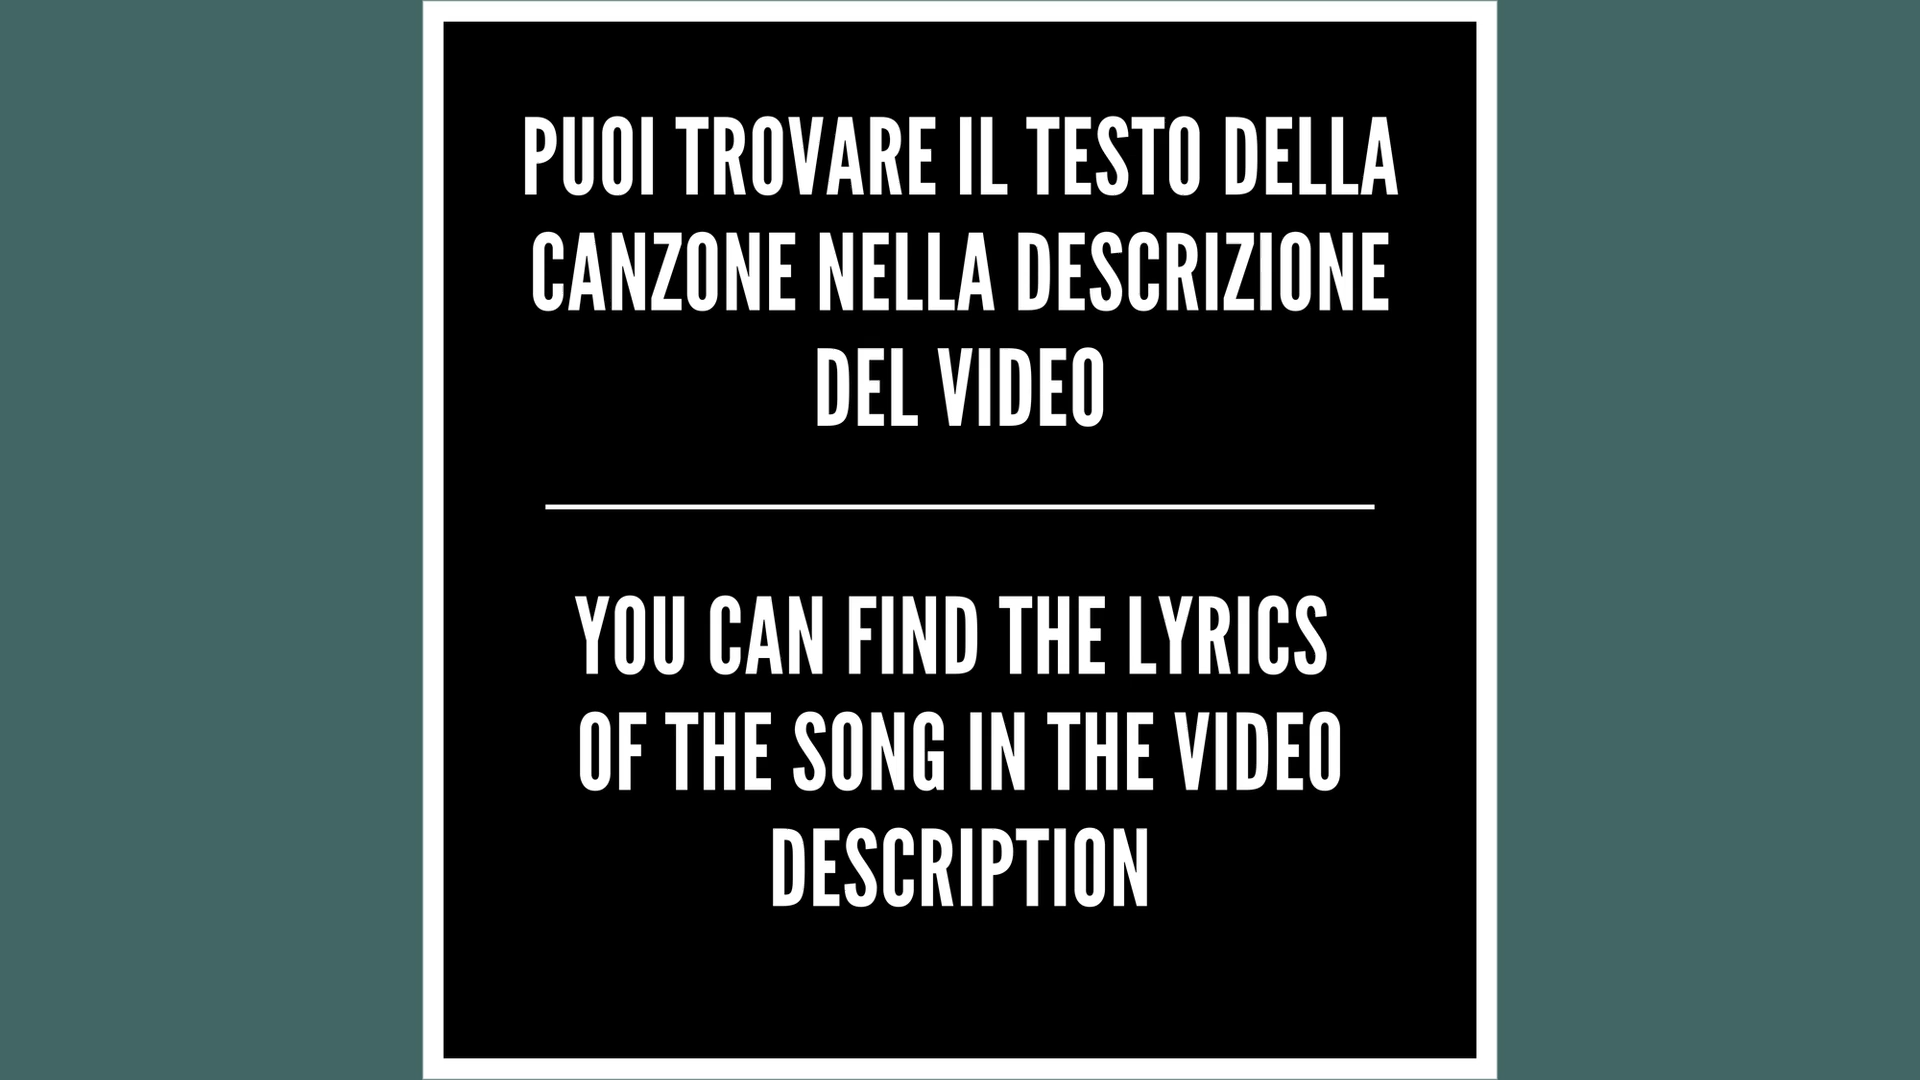 PUOI TROVARE IL TESTO DELLA
CANZONE NELLA DESCRIZIONE
DEL VIDEO
YOU CAN FIND THE LYRICS
OF THE SONG IN THE VIDEO
DESCRIPTION